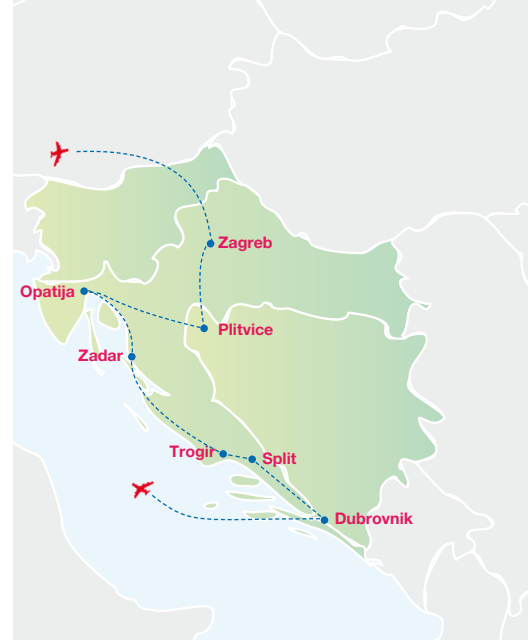 Zagreb
Opatija
Plitvice
Zadar
Trogir
Split
Dubrovnik